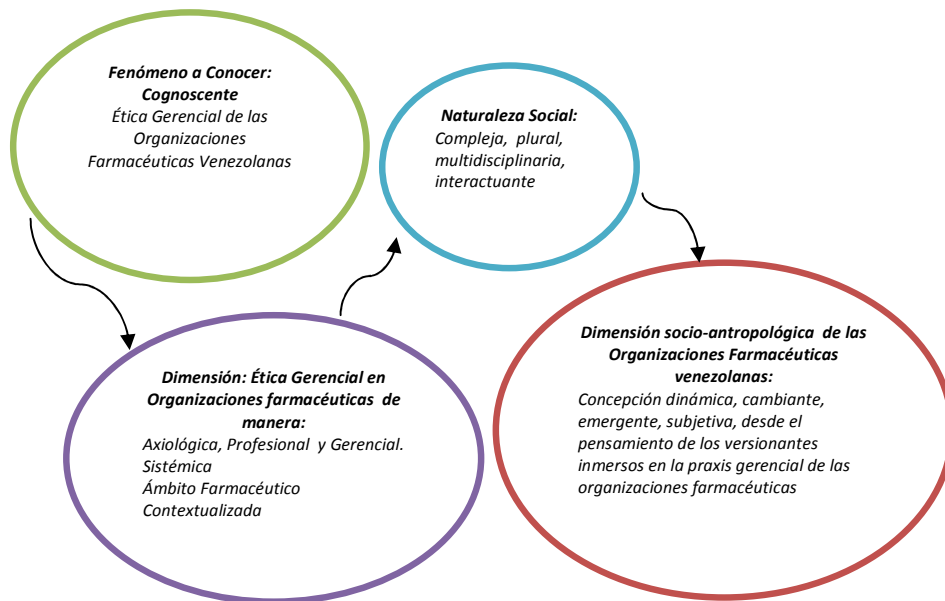 Fenómeno a Conocer:
Cognoscente
Ética Gerencial de las
Organizaciones
Farmacéuticas Venezolanas
Dimensión: Ética Gerencial en
Organizaciones farmacéuticas de
manera:
Axiológica, Profesional y Gerencial.
Sistémica
Ámbito Farmacéutico
Contextualizada
Naturaleza Social:
Compleja, plural,
multidisciplinaria,
interactuante
Dimensión socio-antropológica de las
Organizaciones Farmacéuticas
venezolanas:
Concepción dinámica, cambiante,
emergente, subjetiva, desde el
pensamiento de los versionantes
inmersos en la praxis gerencial de las
organizaciones farmacéuticas